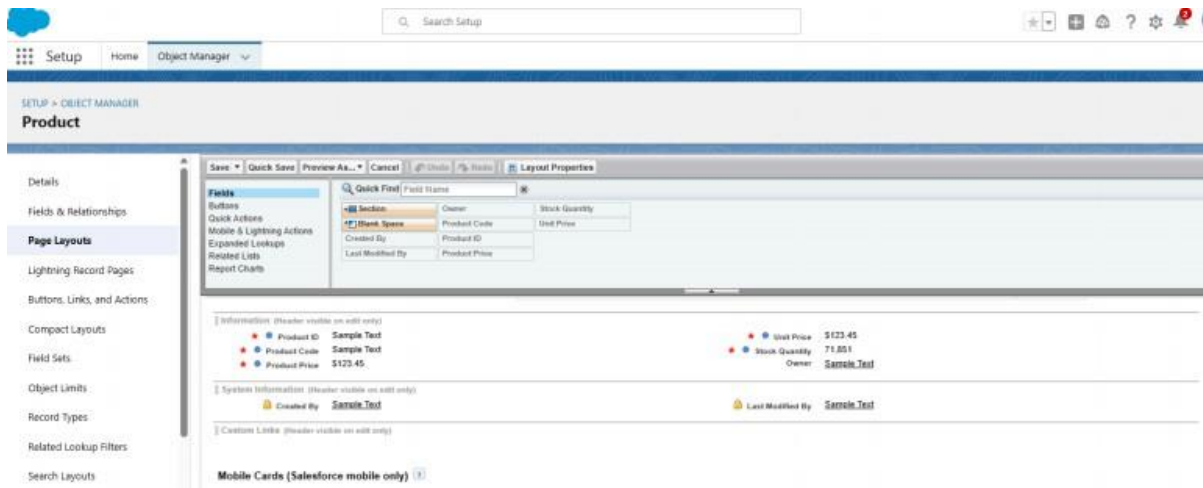 Search Setup
2
Setup Home Object Manager
SETUP > OBJECT MANAGER
Product
Details
Fields & Relationships
Page Layouts
Lightning Record Pages
Buttons, Links, and Actions
Compact Layouts
Field Sets
Object Limits
Record Types
Related Lookup Filters
Search Layouts
Save Quick Save Preview As... Cancel Undo Redo Layout Properties
Fields
Buttons
Quick Actions
Mobile & Lightning Actions
Expanded Lookups
Related Lists
Report Charts
Quick Find Field Name
Section Owner Stock Quantity
Blank Space Product Code Unit Price
Created By Product ID
Last Modified By Product Price
Information (Header visible on edit only)
Product ID Sample Text Unit Price $123.45
Product Code Sample Text Stock Quantity 71,851
Product Price $123.45 Owner Sample Text
System Information (Header visible on edit only)
Created By Sample Text Last Modified By Sample Text
Custom Links (Header visible on edit only)
Mobile Cards (Salesforce mobile only) i